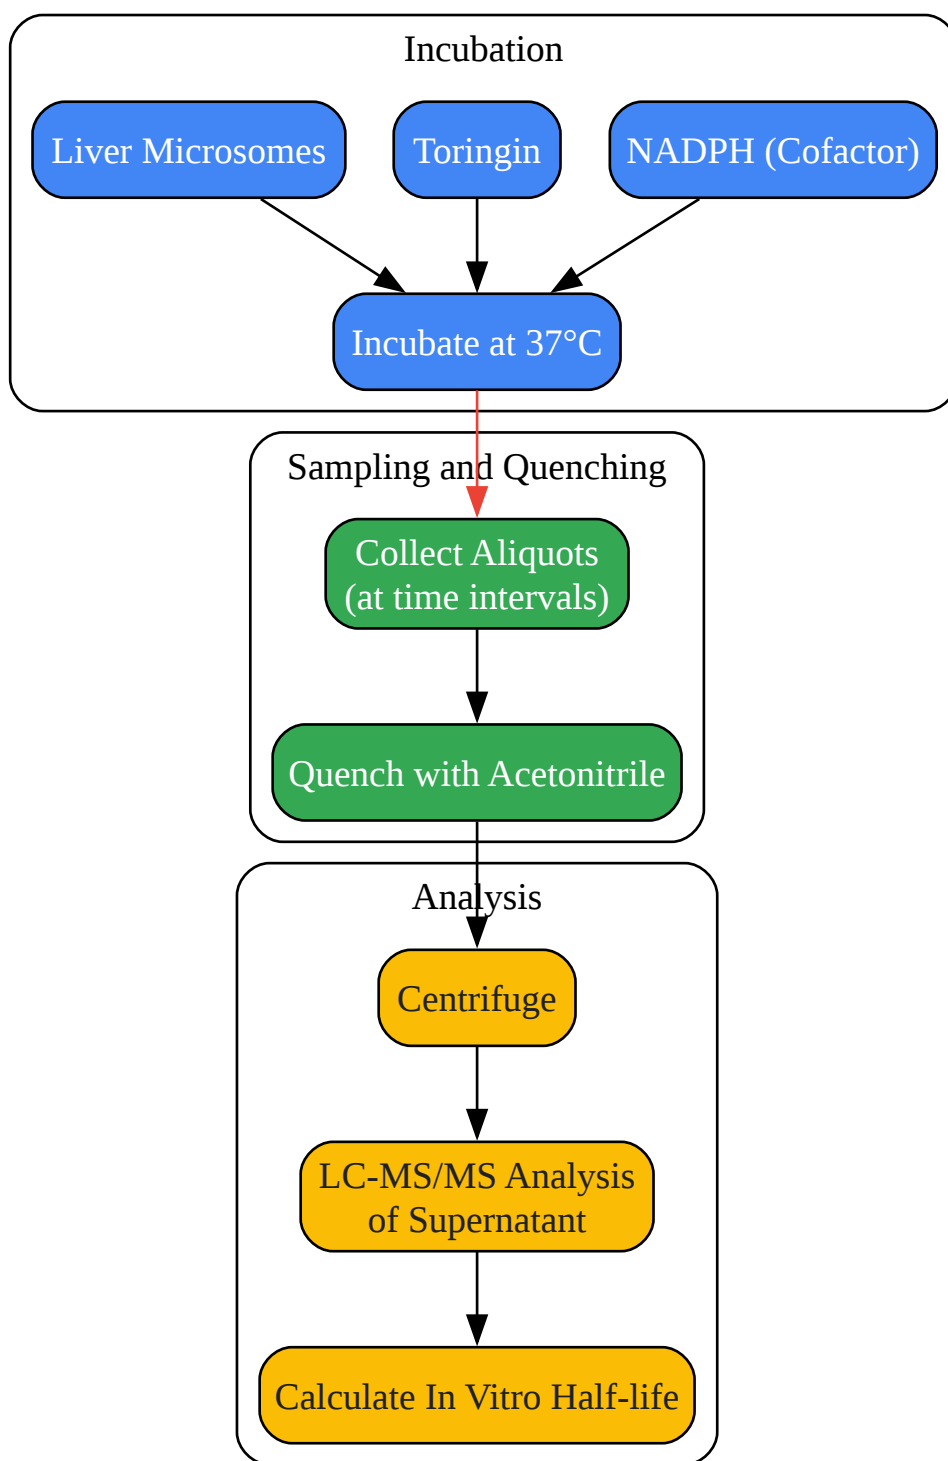 Incubation
Liver Microsomes
Toringin
NADPH (Cofactor)
Incubate at 37°C
Sampling and Quenching
Collect Aliquots
(at time intervals)
Quench with Acetonitrile
Analysis
Centrifuge
LC-MS/MS Analysis
of Supernatant
Calculate In Vitro Half-life